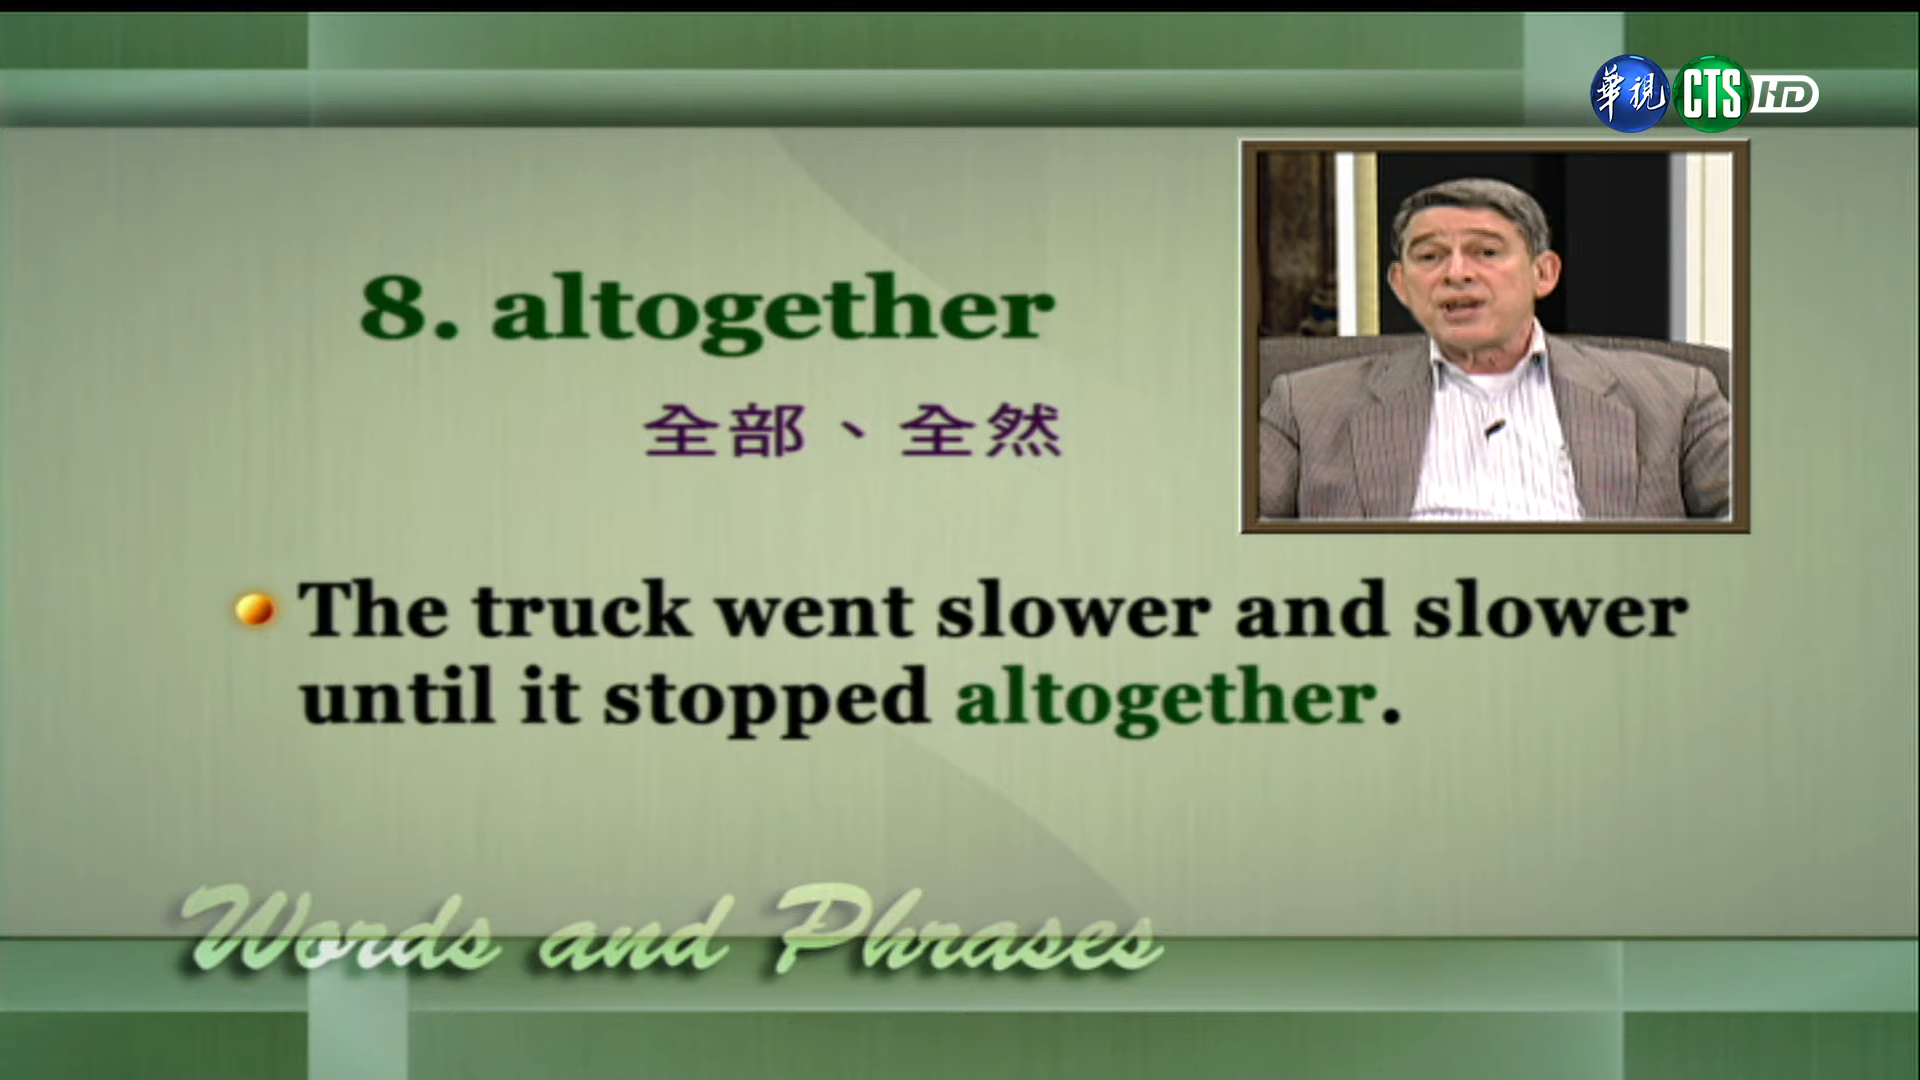 華視 CTS HD
8. altogether
全部、全然
The truck went slower and slower
until it stopped altogether.
Words and Phrases